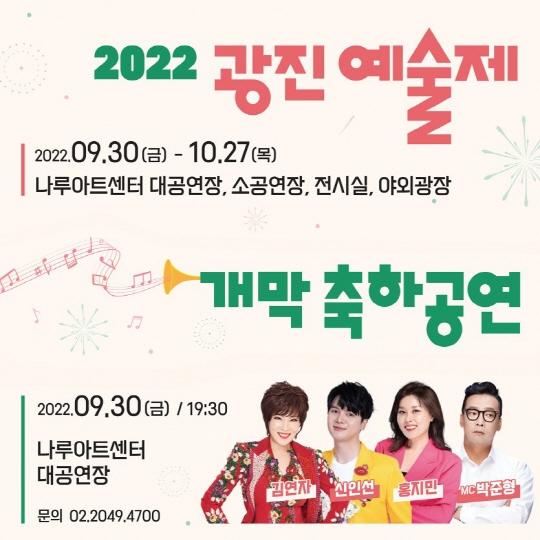 2022 광진 예술제
2022.09.30(금) - 10.27(목)
나루아트센터 대공연장, 소공연장, 전시실, 야외광장
개막 축하공연
2022.09.30(금) / 19:30
나루아트센터
대공연장
문의 02.2049.4700
김연자 신인선 홍지민 MC박준형